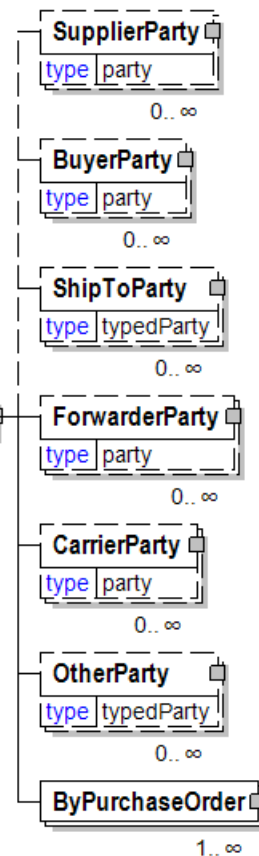 SupplierParty
type party
0.. ∞
BuyerParty
type party
0.. ∞
ShipToParty
type typedParty
0.. ∞
ForwarderParty
type party
0.. ∞
CarrierParty
type party
0.. ∞
OtherParty
type typedParty
0.. ∞
ByPurchaseOrder
1.. ∞